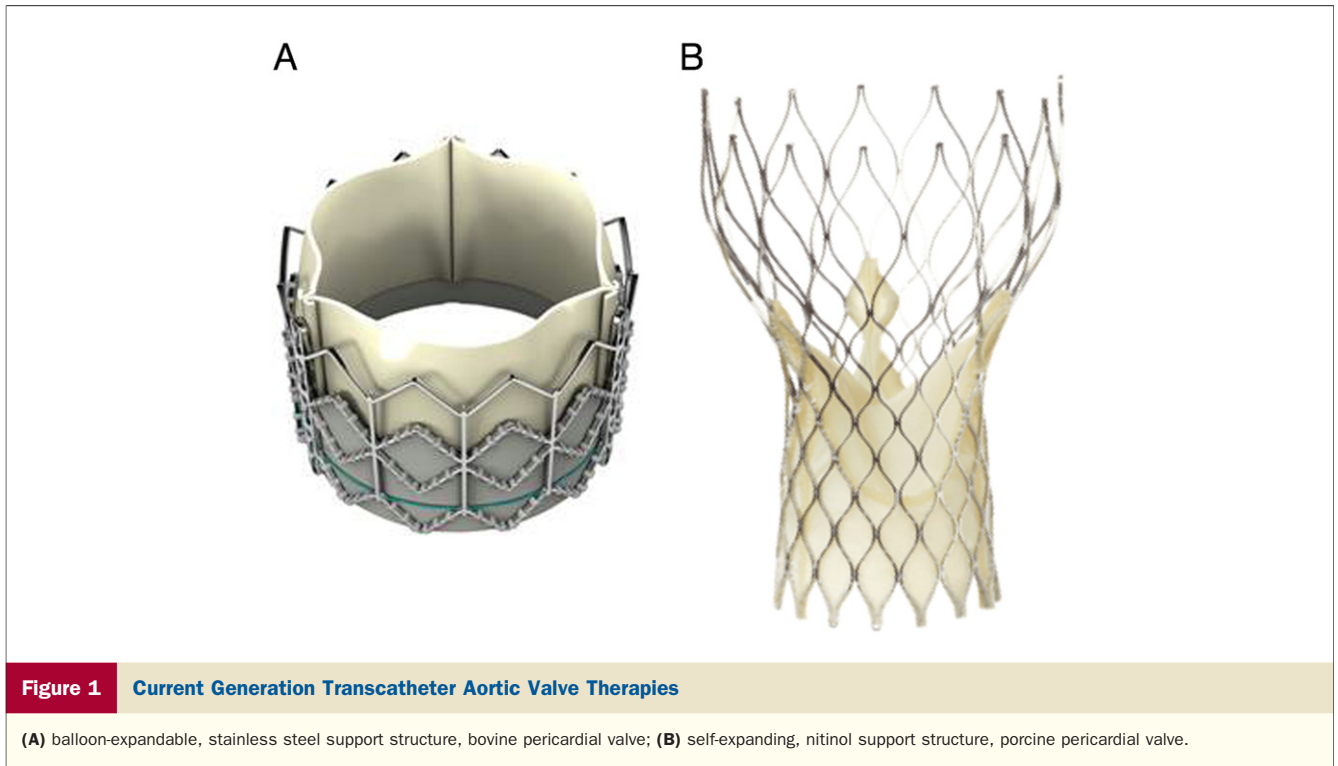 A
B
Figure 1 Current Generation Transcatheter Aortic Valve Therapies
(A) balloon-expandable, stainless steel support structure, bovine pericardial valve; (B) self-expanding, nitinol support structure, porcine pericardial valve.